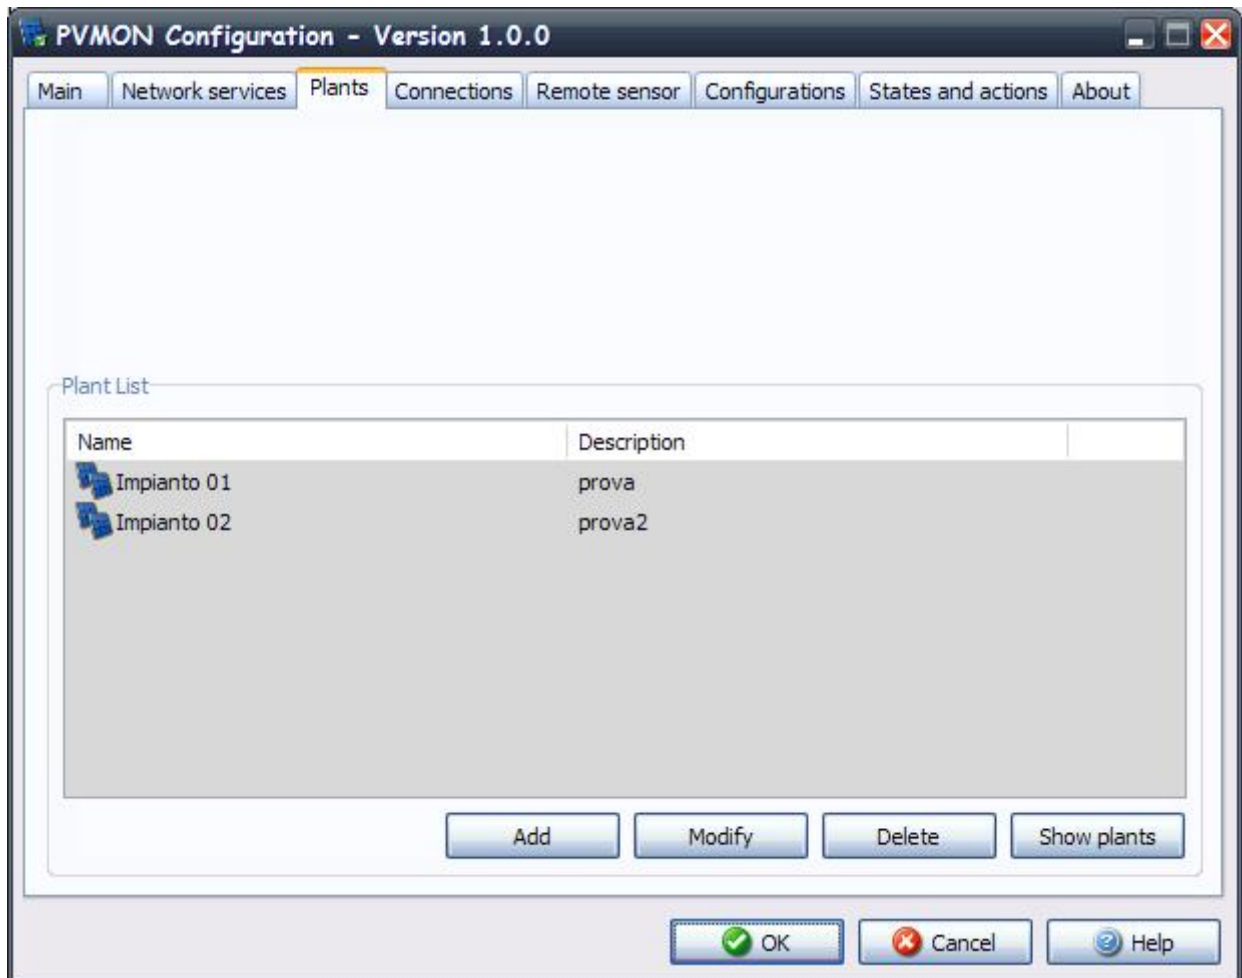 PVMON Configuration - Version 1.0.0
Main Network services Plants Connections Remote sensor Configurations States and actions About
Plant List
Name Description
Impianto 01 prova
Impianto 02 prova2
Add Modify Delete Show plants
OK Cancel Help